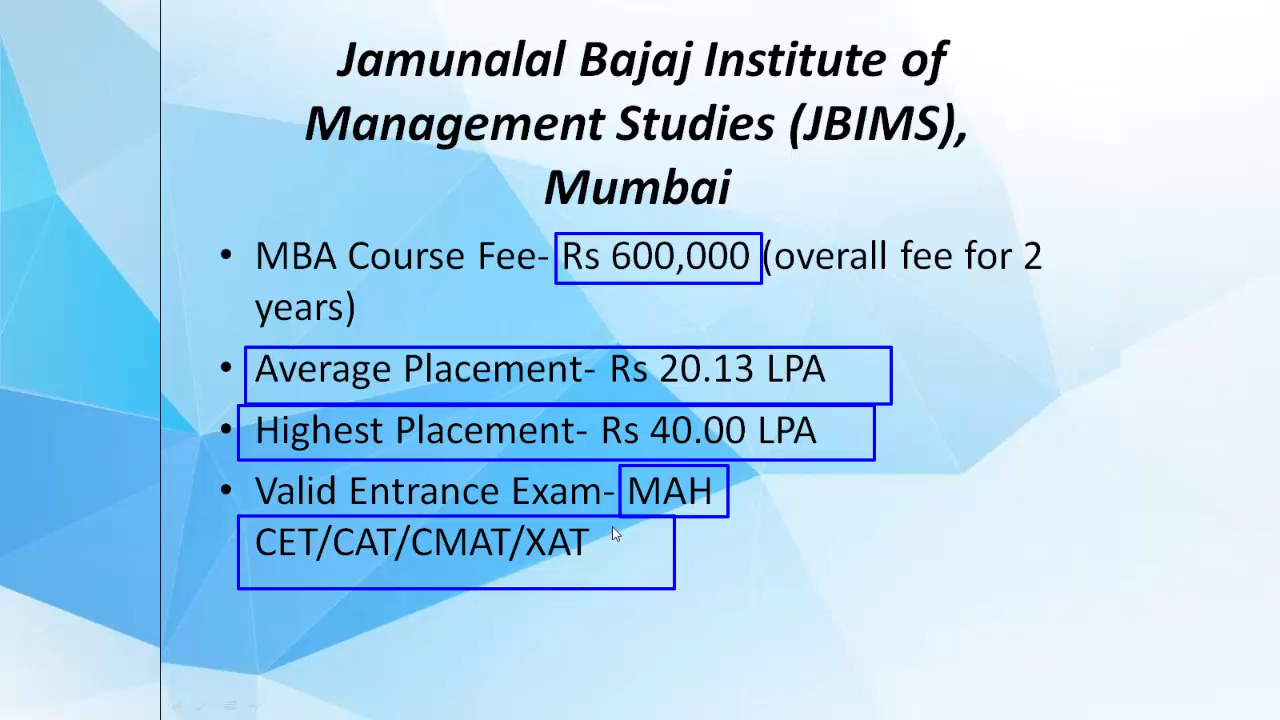 Jamunalal Bajaj Institute of
Management Studies (JBIMS),
Mumbai
• MBA Course Fee- Rs 600,000 (overall fee for 2
years)
• Average Placement- Rs 20.13 LPA
• Highest Placement- Rs 40.00 LPA
• Valid Entrance Exam- MAH
CET/CAT/CMAT/XAT